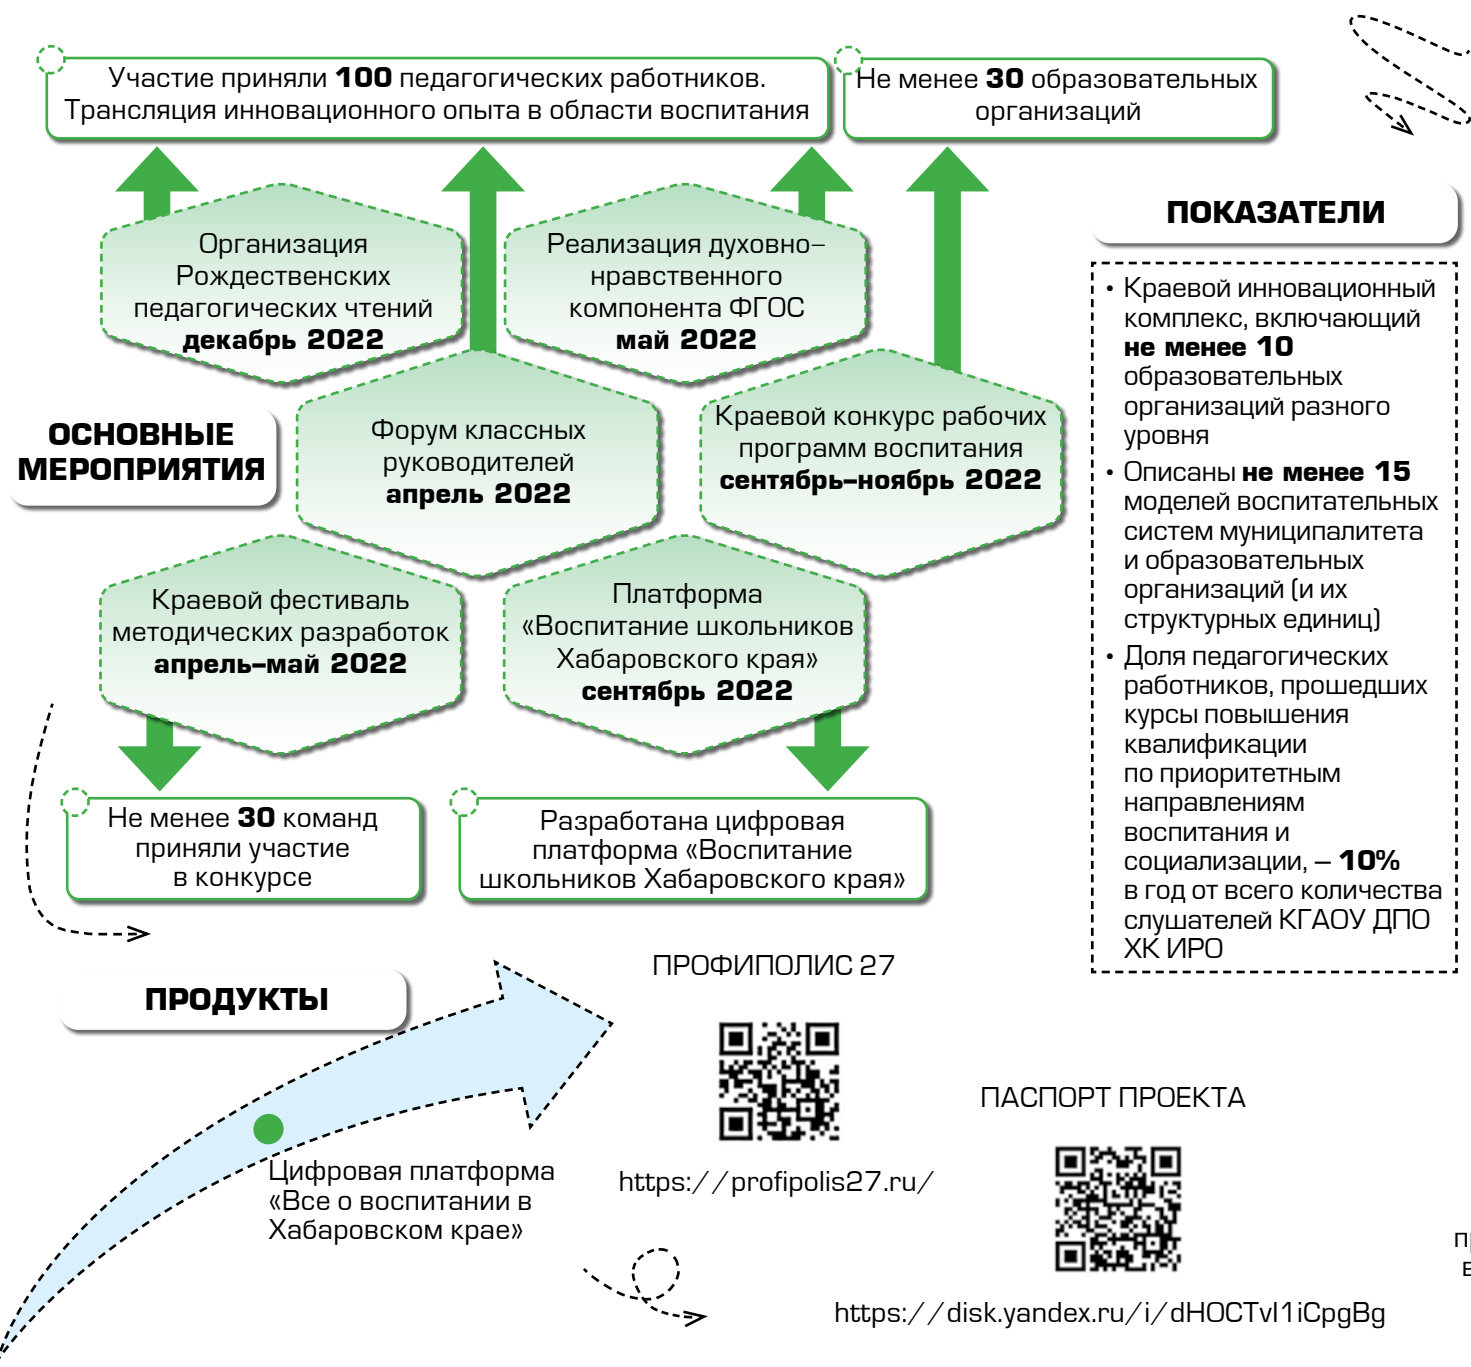 Участие приняли 100 педагогических работников.
Трансляция инновационного опыта в области воспитания
Не менее 30 образовательных
организаций
Организация
Рождественских
педагогических чтений
декабрь 2022
Реализация духовно–
нравственного
компонента ФГОС
май 2022
ОСНОВНЫЕ
МЕРОПРИЯТИЯ
Форум классных
руководителей
апрель 2022
Краевой конкурс рабочих
программ воспитания
сентябрь–ноябрь 2022
Краевой фестиваль
методических разработок
апрель–май 2022
Платформа
«Воспитание школьников
Хабаровского края»
сентябрь 2022
Не менее 30 команд
приняли участие
в конкурсе
Разработана цифровая
платформа «Воспитание
школьников Хабаровского края»
ПОКАЗАТЕЛИ
• Краевой инновационный
комплекс, включающий
не менее 10
образовательных
организаций разного
уровня
• Описаны не менее 15
моделей воспитательных
систем муниципалитета
и образовательных
организаций (и их
структурных единиц)
• Доля педагогических
работников, прошедших
курсы повышения
квалификации
по приоритетным
направлениям
воспитания и
социализации, – 10%
в год от всего количества
слушателей КГАОУ ДПО
ХК ИРО
ПРОДУКТЫ
Цифровая платформа
«Все о воспитании в
Хабаровском крае»
ПРОФИПОЛИС 27
https://profipolis27.ru/
ПАСПОРТ ПРОЕКТА
https://disk.yandex.ru/i/dHOCTvl1iCpgBg